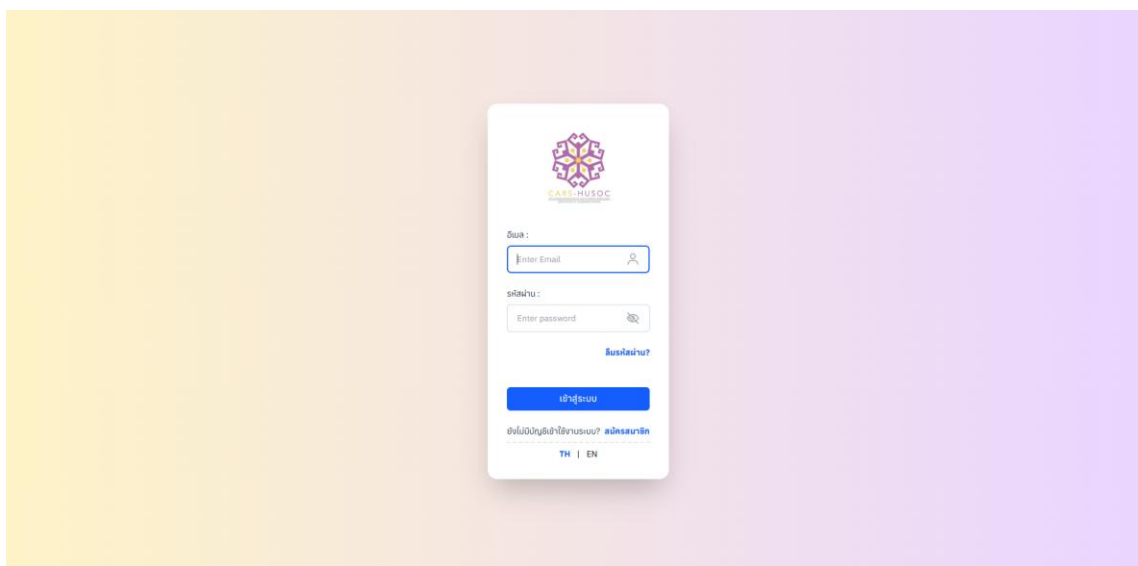 CARS-HUSOC
อีเมล :
Enter Email
รหัสผ่าน :
Enter password
ลืมรหัสผ่าน?
เข้าสู่ระบบ
ยังไม่มีบัญชีเข้าใช้งานระบบ? สมัครสมาชิก
TH | EN